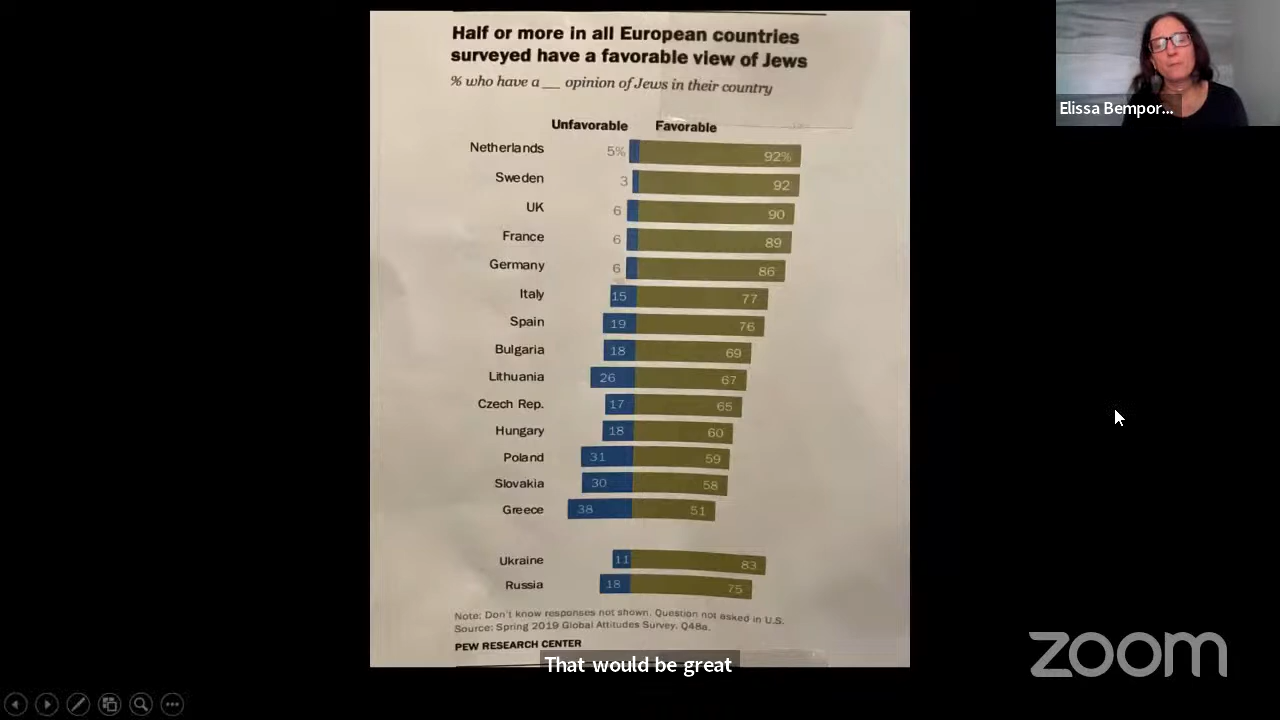 Half or more in all European countries
surveyed have a favorable view of Jews
% who have a __ opinion of Jews in their country
Unfavorable Favorable
Netherlands 5% 92%
Sweden 3 92
UK 6 90
France 6 89
Germany 6 86
Italy 15 77
Spain 19 76
Bulgaria 18 69
Lithuania 26 67
Czech Rep. 17 65
Hungary 18 60
Poland 31 59
Slovakia 30 58
Greece 38 51
Ukraine 11 83
Russia 18 75
Note: Don't know responses not shown. Question not asked in U.S.
Source: Spring 2019 Global Attitudes Survey. Q48a.
PEW RESEARCH CENTER
That would be great
Elissa Bempor...
zoom